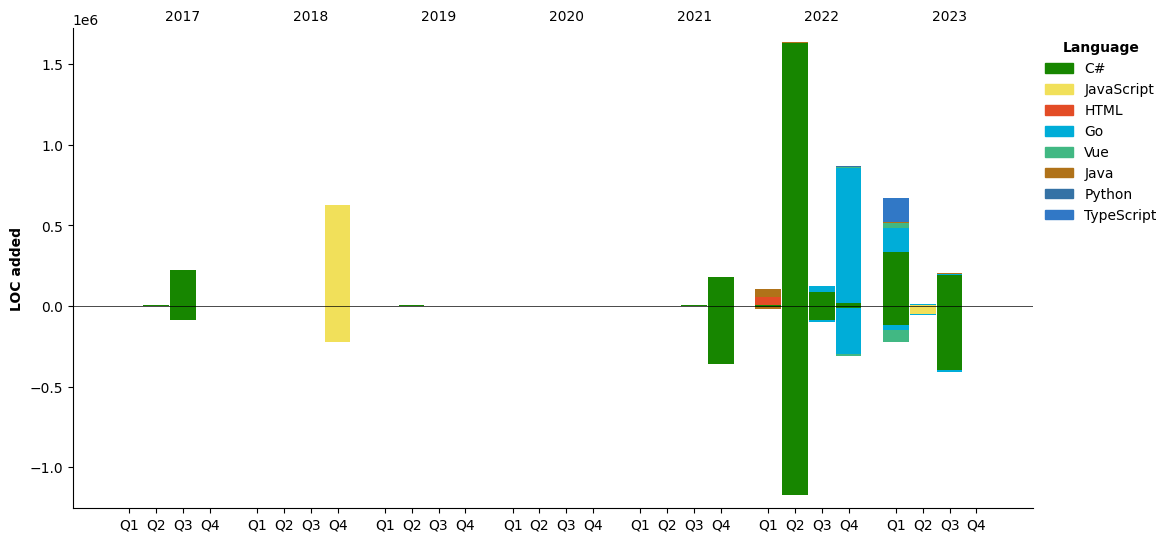 1e6
2017 2018 2019 2020 2021 2022 2023
Language
C#
JavaScript
HTML
Go
Vue
Java
Python
TypeScript
LOC added
1.5
1.0
0.5
0.0
−0.5
−1.0
Q1 Q2 Q3 Q4 Q1 Q2 Q3 Q4 Q1 Q2 Q3 Q4 Q1 Q2 Q3 Q4 Q1 Q2 Q3 Q4 Q1 Q2 Q3 Q4 Q1 Q2 Q3 Q4